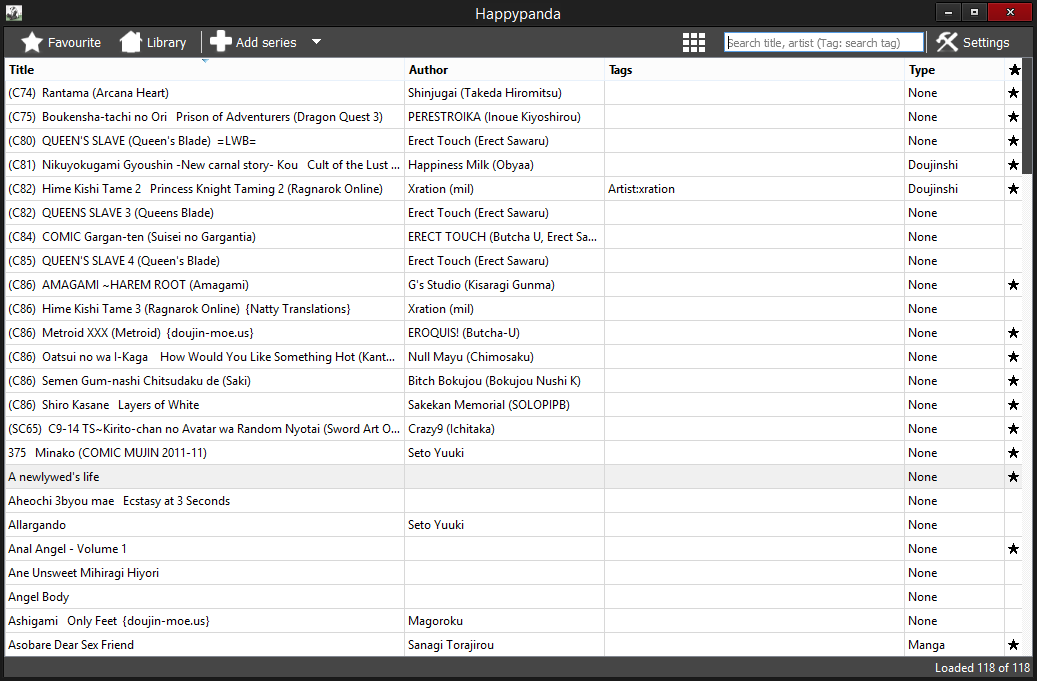 Happypanda
Favourite Library Add series Search title, artist (Tag: search tag) Settings
Title Author Tags Type ★
(C74) Rantama (Arcana Heart) Shinjugai (Takeda Hiromitsu) None ★
(C75) Boukensha-tachi no Ori Prison of Adventurers (Dragon Quest 3) PERESTROIKA (Inoue Kiyoshirou) None ★
(C80) QUEEN'S SLAVE (Queen's Blade) =LWB= Erect Touch (Erect Sawaru) None ★
(C81) Nikuyokugami Gyoushin -New carnal story- Kou Cult of the Lust ... Happiness Milk (Obyaa) Doujinshi ★
(C82) Hime Kishi Tame 2 Princess Knight Taming 2 (Ragnarok Online) Xration (mil) Artist:xration Doujinshi ★
(C82) QUEENS SLAVE 3 (Queens Blade) Erect Touch (Erect Sawaru) None
(C84) COMIC Gargan-ten (Suisei no Gargantia) ERECT TOUCH (Butcha U, Erect Sa... None
(C85) QUEEN'S SLAVE 4 (Queen's Blade) Erect Touch (Erect Sawaru) None
(C86) AMAGAMI ~HAREM ROOT (Amagami) G's Studio (Kisaragi Gunma) None ★
(C86) Hime Kishi Tame 3 (Ragnarok Online) {Natty Translations} Xration (mil) None
(C86) Metroid XXX (Metroid) {doujin-moe.us} EROQUIS! (Butcha-U) None ★
(C86) Oatsui no wa I-Kaga How Would You Like Something Hot (Kant... Null Mayu (Chimosaku) None ★
(C86) Semen Gum-nashi Chitsudaku de (Saki) Bitch Bokujou (Bokujou Nushi K) None ★
(C86) Shiro Kasane Layers of White Sakekan Memorial (SOLOPIPB) None ★
(SC65) C9-14 TS~Kirito-chan no Avatar wa Random Nyotai (Sword Art O... Crazy9 (Ichitaka) None ★
375 Minako (COMIC MUJIN 2011-11) Seto Yuuki None ★
A newlywed's life None ★
Aheochi 3byou mae Ecstasy at 3 Seconds None
Allargando Seto Yuuki None
Anal Angel - Volume 1 None ★
Ane Unsweet Mihiragi Hiyori None
Angel Body None
Ashigami Only Feet {doujin-moe.us} Magoroku None
Asobare Dear Sex Friend Sanagi Torajirou Manga ★
Loaded 118 of 118